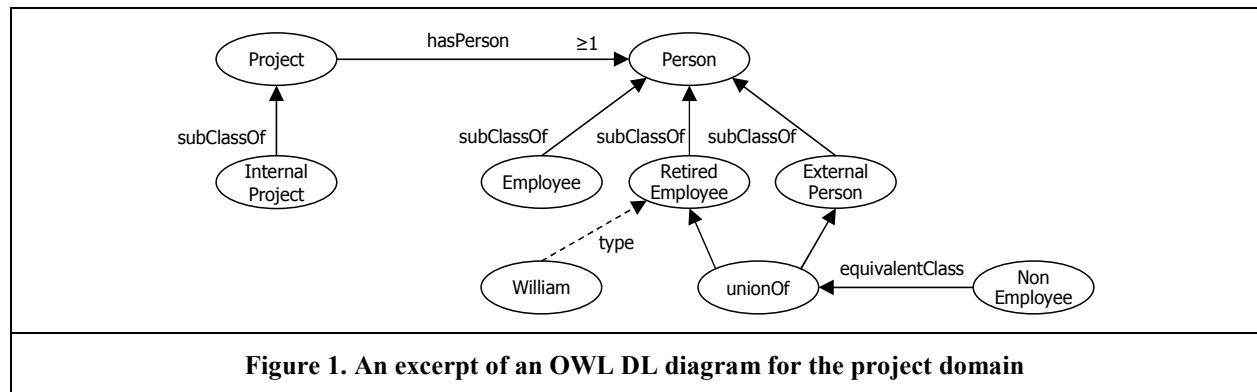 hasPerson
≥1
Project
Person
subClassOf
subClassOf
subClassOf
subClassOf
Internal
Project
Employee
Retired
Employee
External
Person
type
William
unionOf
equivalentClass
Non
Employee
Figure 1. An excerpt of an OWL DL diagram for the project domain